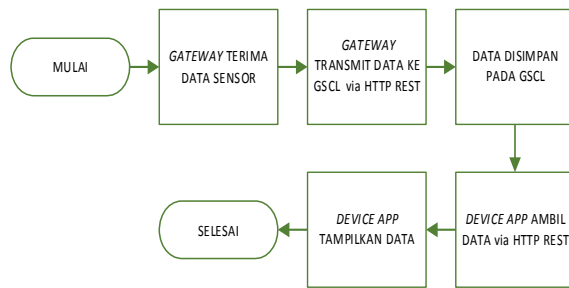 MULAI
GATEWAY TERIMA
DATA SENSOR
GATEWAY
TRANSMIT DATA KE
GSCL via HTTP REST
DATA DISIMPAN
PADA GSCL
DEVICE APP AMBIL
DATA via HTTP REST
DEVICE APP
TAMPILKAN DATA
SELESAI